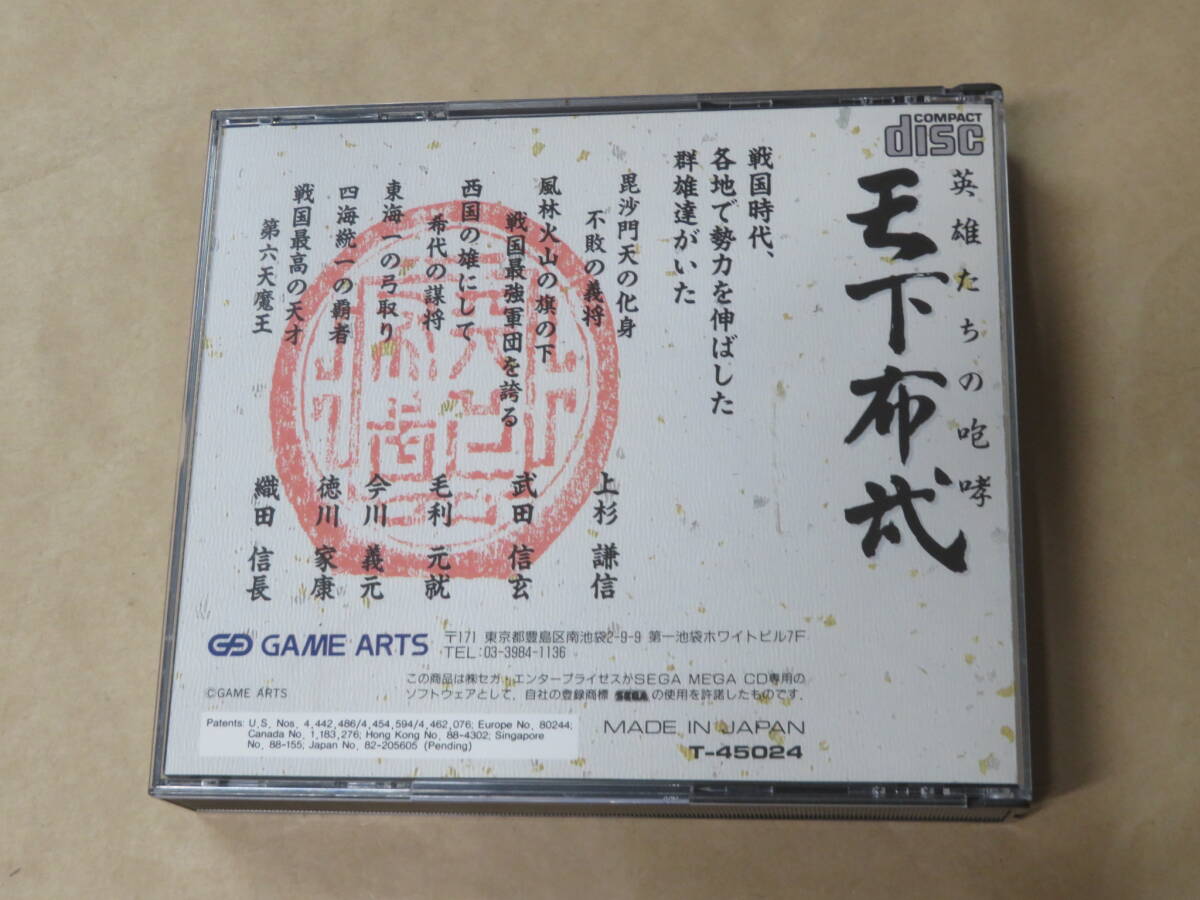 COMPACT
disc
英雄たちの咆哮
天下布武
戦国時代、
各地で勢力を伸ばした
群雄達がいた
毘沙門天の化身
不敗の義将
上杉 謙信
風林火山の旗の下
戦国最強軍団を誇る
武田 信玄
西国の雄にして
希代の謀将
毛利 元就
東海一の弓取り
今川 義元
四海統一の覇者
徳川 家康
戦国最高の天才
第六天魔王
織田 信長
GAME ARTS
〒171 東京都豊島区南池袋2-9-9 第一池袋ホワイトビル7F
TEL:03-3984-1136
この商品は㈱セガ・エンタープライゼスがSEGA MEGA CD専用の
ソフトウェアとして、自社の登録商標 SEGA の使用を許諾したものです。
©GAME ARTS
Patents: U.S. Nos. 4,442,486/4,454,594/4,462,076; Europe No. 80244;
Canada No. 1,183,276; Hong Kong No. 88-4302; Singapore
No. 88-155; Japan No. 82-205605 (Pending)
MADE IN JAPAN
T-45024